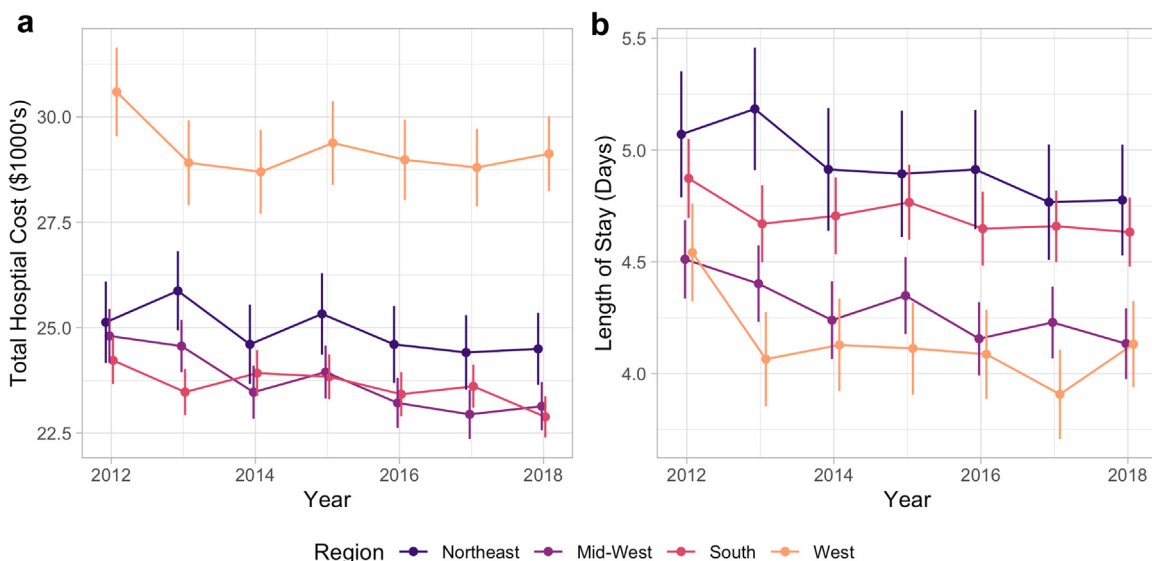 a
Total Hosptial Cost ($1000's)
30.0
27.5
25.0
22.5
2012
2014
2016
2018
Year
b
Length of Stay (Days)
5.5
5.0
4.5
4.0
2012
2014
2016
2018
Year
Region Northeast Mid-West South West